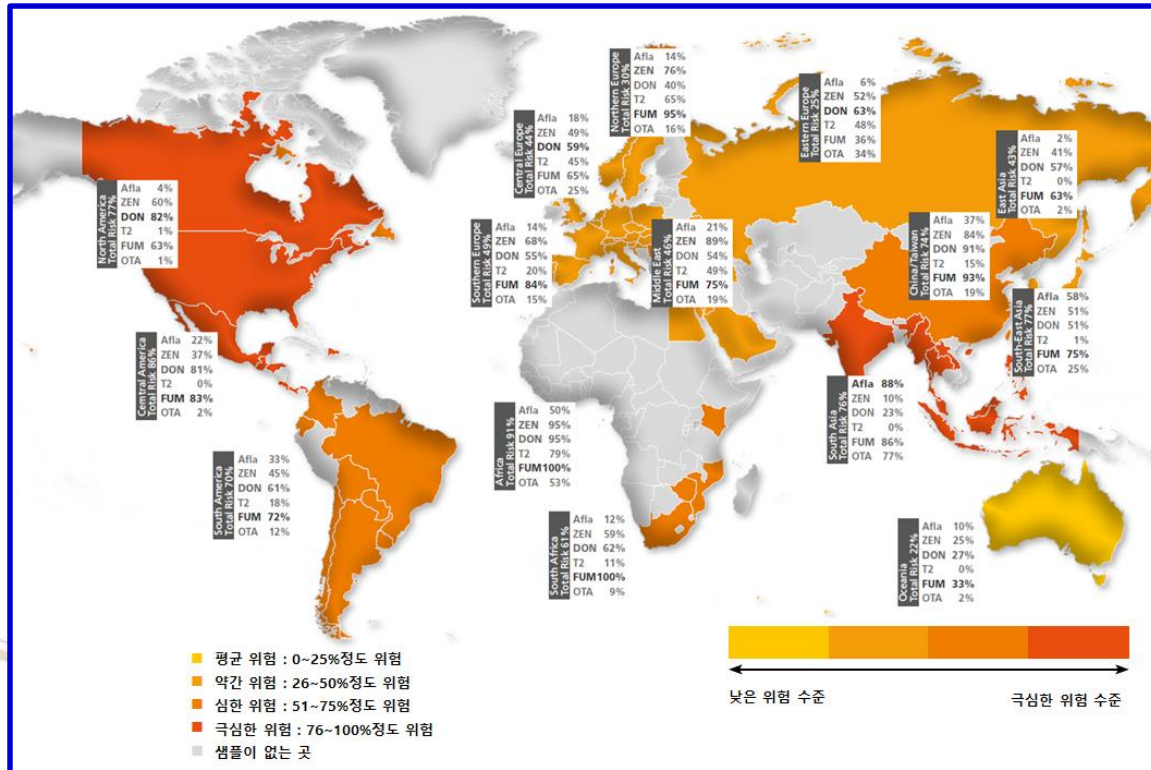 Northern Europe
Total Risk 30%
Afla 14%
ZEN 76%
DON 40%
T2 65%
FUM 95%
OTA 16%
Eastern Europe
Total Risk 25%
Afla 6%
ZEN 52%
DON 63%
T2 48%
FUM 36%
OTA 34%
Central Europe
Total Risk 44%
Afla 18%
ZEN 49%
DON 59%
T2 45%
FUM 65%
OTA 25%
East Asia
Total Risk 43%
Afla 2%
ZEN 41%
DON 57%
T2 0%
FUM 63%
OTA 2%
North America
Total Risk 77%
Afla 4%
ZEN 60%
DON 82%
T2 1%
FUM 63%
OTA 1%
Southern Europe
Total Risk 49%
Afla 14%
ZEN 68%
DON 55%
T2 20%
FUM 84%
OTA 15%
Middle East
Total Risk 46%
Afla 21%
ZEN 89%
DON 54%
T2 49%
FUM 75%
OTA 19%
China/Taiwan
Total Risk 74%
Afla 37%
ZEN 84%
DON 91%
T2 15%
FUM 93%
OTA 19%
South-East Asia
Total Risk 77%
Afla 58%
ZEN 51%
DON 51%
T2 1%
FUM 75%
OTA 25%
Central America
Total Risk 86%
Afla 22%
ZEN 37%
DON 81%
T2 0%
FUM 83%
OTA 2%
South Asia
Total Risk 76%
Afla 88%
ZEN 10%
DON 23%
T2 0%
FUM 86%
OTA 77%
Africa
Total Risk 91%
Afla 50%
ZEN 95%
DON 95%
T2 79%
FUM100%
OTA 53%
South America
Total Risk 70%
Afla 33%
ZEN 45%
DON 61%
T2 18%
FUM 72%
OTA 12%
South Africa
Total Risk 61%
Afla 12%
ZEN 59%
DON 62%
T2 11%
FUM100%
OTA 9%
Oceania
Total Risk 22%
Afla 10%
ZEN 25%
DON 27%
T2 0%
FUM 33%
OTA 2%
평균 위험 : 0~25%정도 위험
약간 위험 : 26~50%정도 위험
심한 위험 : 51~75%정도 위험
극심한 위험 : 76~100%정도 위험
샘플이 없는 곳
낮은 위험 수준
극심한 위험 수준